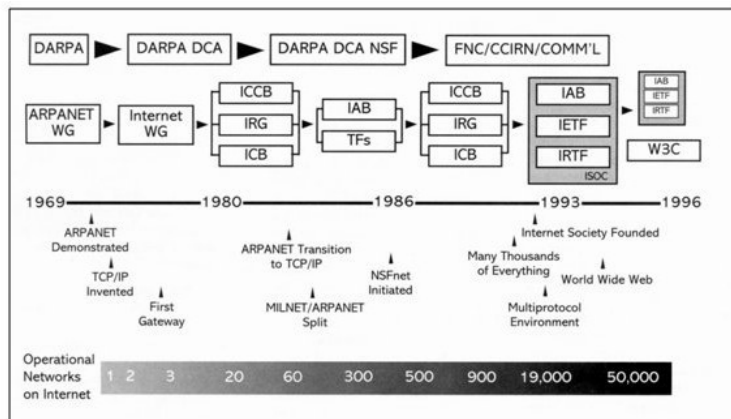 DARPA
DARPA DCA
DARPA DCA NSF
FNC/CCIRN/COMM'L
ARPANET
WG
Internet
WG
ICCB
IRG
ICB
IAB
TFs
ICCB
IRG
ICB
IAB
IETF
IRTF
ISOC
IAB
IETF
IRTF
W3C
1969
1980
1986
1993
1996
ARPANET
Demonstrated
TCP/IP
Invented
First
Gateway
ARPANET Transition
to TCP/IP
MILNET/ARPANET
Split
NSFnet
Initiated
Internet Society Founded
Many Thousands
of Everything
World Wide Web
Multiprotocol
Environment
Operational
Networks
on Internet
1 2 3 20 60 300 500 900 19,000 50,000